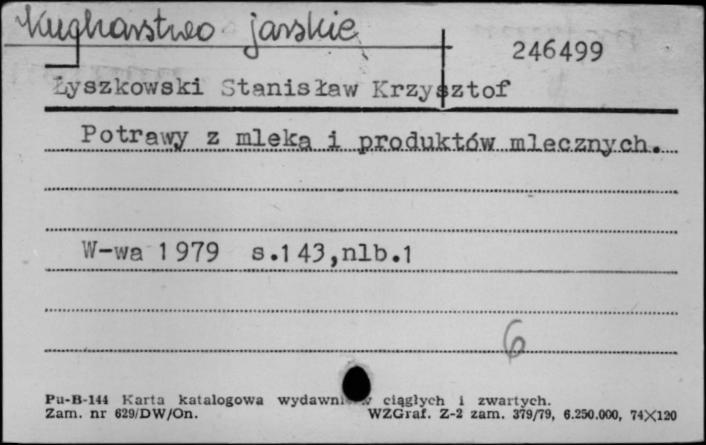 Kucharstwo jarskie
246499
Łyszkowski Stanisław Krzysztof
Potrawy z mleka i produktów mlecznych.
W-wa 1979 s.143,nlb.1
6
Pu-B-144 Karta katalogowa wydawni w ciągłych i zwartych.
Zam. nr 629/DW/On. WZGraf. Z-2 zam. 379/79, 6.250.000, 74X120